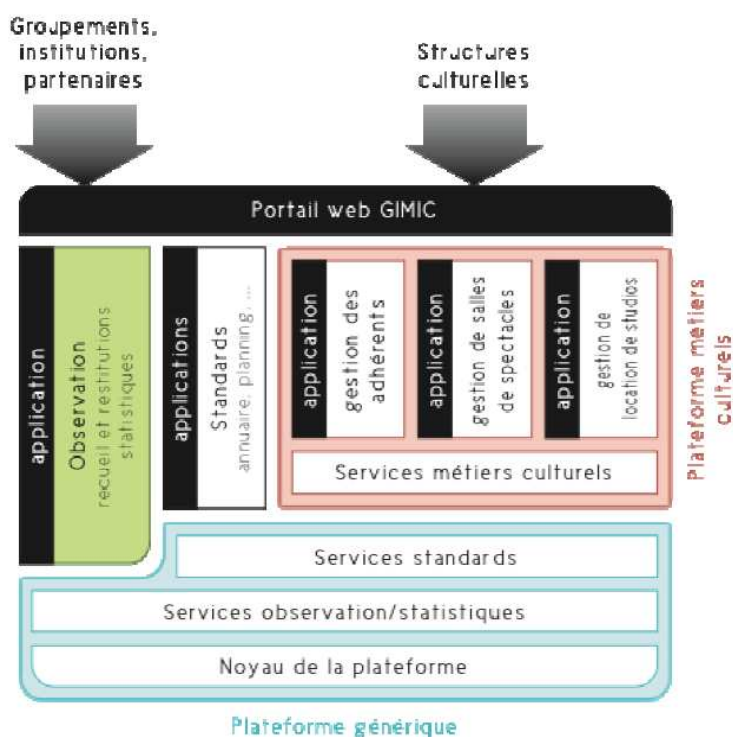 Groupements,
institutions,
partenaires
Structures
culturelles
Portail web GIMIC
application
Observation
recueil et restitutions
statistiques
applications
Standards
annuaire, planning, ...
application
gestion des
adhérents
application
gestion de salles
de spectacles
application
gestion de
location de studios
Services métiers culturels
Plateforme métiers
culturels
Services standards
Services observation/statistiques
Noyau de la plateforme
Plateforme générique